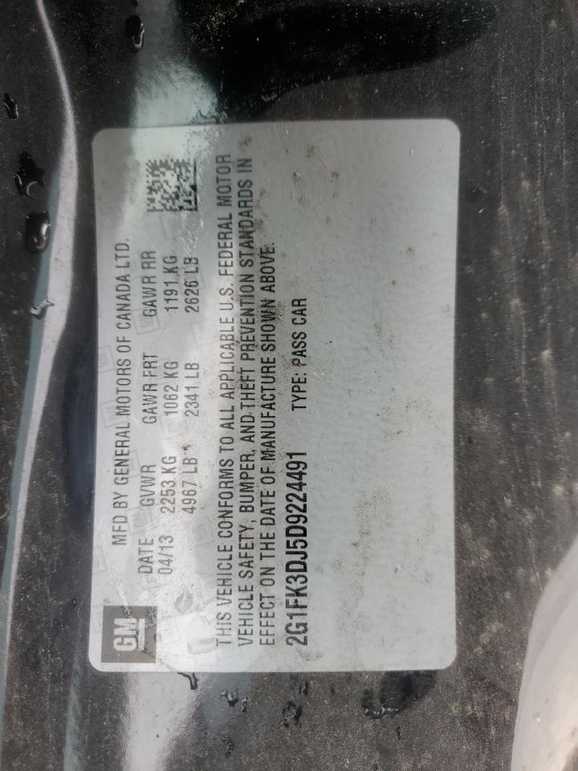 GM
MFD BY GENERAL MOTORS OF CANADA LTD.
DATE GVWR GAWR FRT GAWR RR
04/13 2253 KG 1062 KG 1191 KG
4967 LB 2341 LB 2626 LB
THIS VEHICLE CONFORMS TO ALL APPLICABLE U.S. FEDERAL MOTOR
VEHICLE SAFETY, BUMPER, AND THEFT PREVENTION STANDARDS IN
EFFECT ON THE DATE OF MANUFACTURE SHOWN ABOVE.
2G1FK3DJ5D9224491 TYPE: PASS CAR